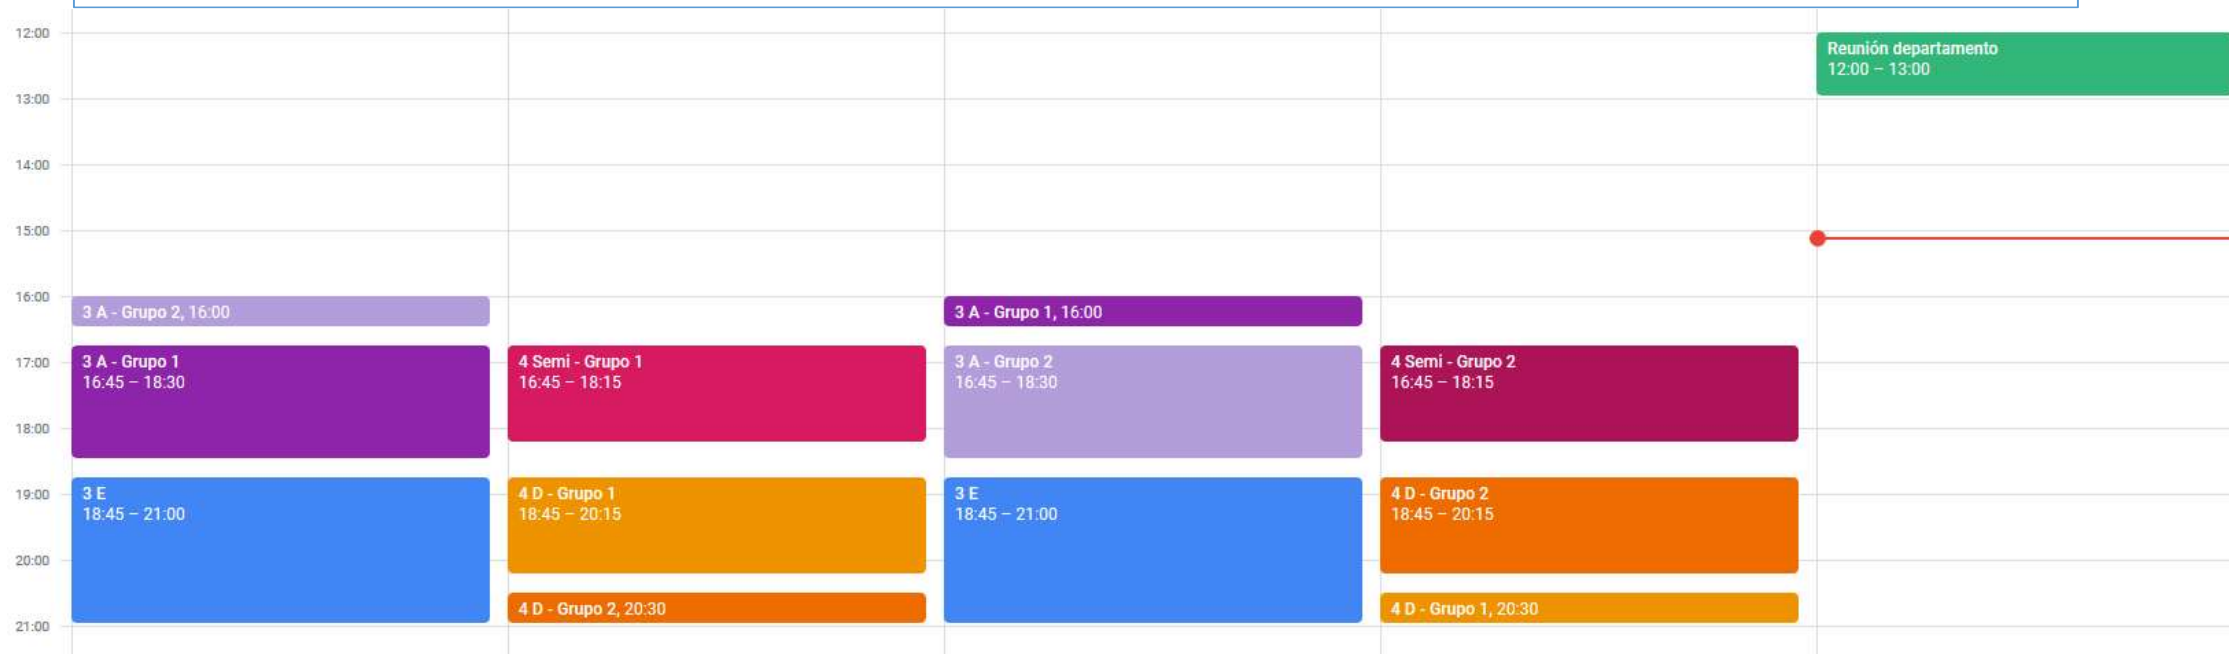 12:00
Reunión departamento
12:00 – 13:00
13:00
14:00
15:00
16:00
3 A - Grupo 2, 16:00
3 A - Grupo 1, 16:00
17:00
3 A - Grupo 1
16:45 – 18:30
4 Semi - Grupo 1
16:45 – 18:15
3 A - Grupo 2
16:45 – 18:30
4 Semi - Grupo 2
16:45 – 18:15
18:00
19:00
3 E
18:45 – 21:00
4 D - Grupo 1
18:45 – 20:15
3 E
18:45 – 21:00
4 D - Grupo 2
18:45 – 20:15
20:00
4 D - Grupo 2, 20:30
4 D - Grupo 1, 20:30
21:00